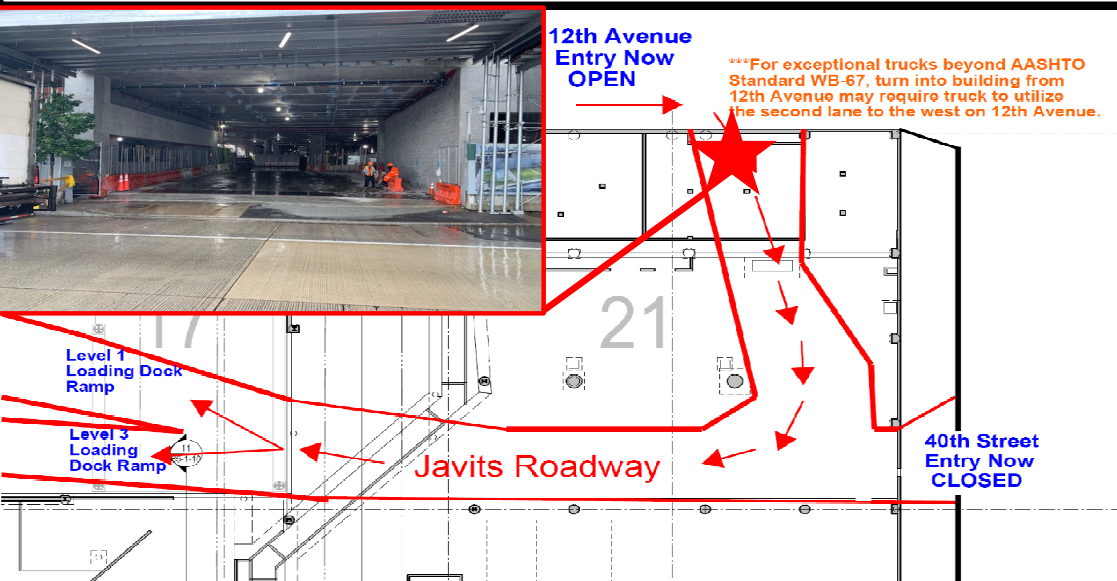 12th Avenue
Entry Now
OPEN
***For exceptional trucks beyond AASHTO
Standard WB-67, turn into building from
12th Avenue may require truck to utilize
the second lane to the west on 12th Avenue.
17
21
Level 1
Loading Dock
Ramp
Level 3
Loading
Dock Ramp
11
Javits Roadway
40th Street
Entry Now
CLOSED